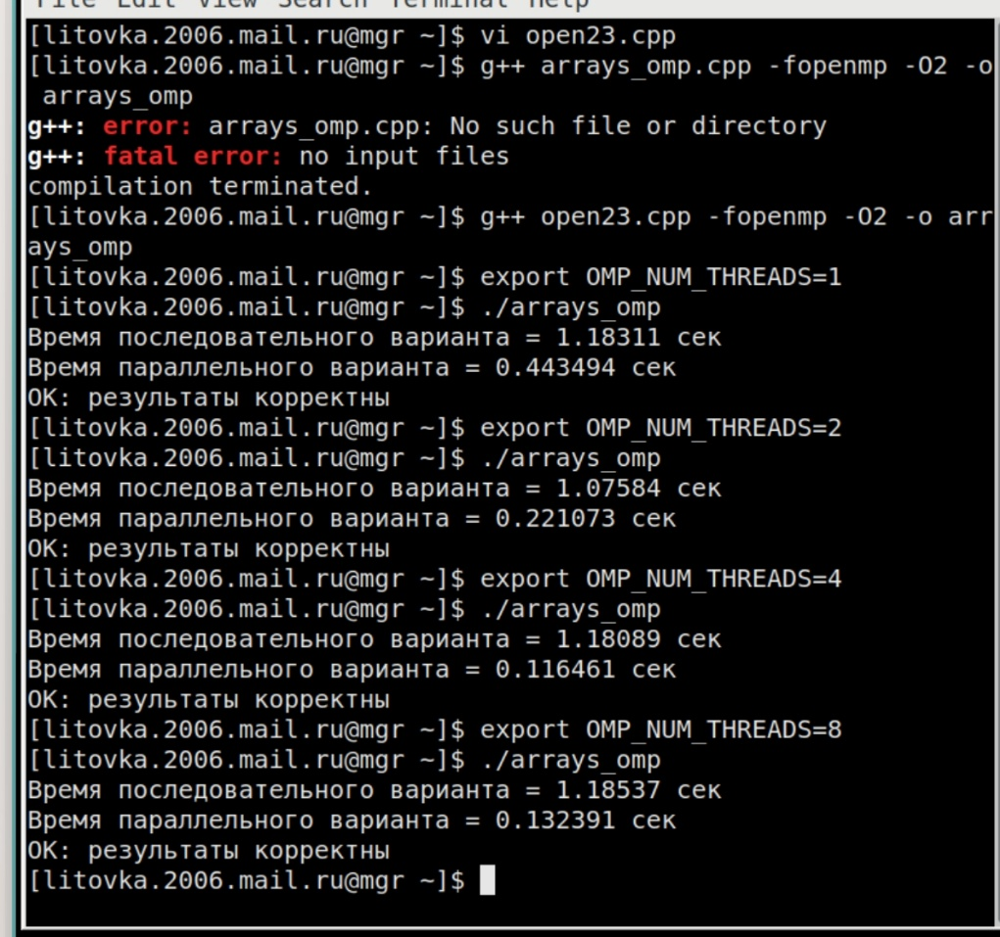 File Edit View Search Terminal Help
[litovka.2006.mail.ru@mgr ~]$ vi open23.cpp
[litovka.2006.mail.ru@mgr ~]$ g++ arrays_omp.cpp -fopenmp -O2 -o
arrays_omp
g++: error: arrays_omp.cpp: No such file or directory
g++: fatal error: no input files
compilation terminated.
[litovka.2006.mail.ru@mgr ~]$ g++ open23.cpp -fopenmp -O2 -o arr
ays_omp
[litovka.2006.mail.ru@mgr ~]$ export OMP_NUM_THREADS=1
[litovka.2006.mail.ru@mgr ~]$ ./arrays_omp
Время последовательного варианта = 1.18311 сек
Время параллельного варианта = 0.443494 сек
ОК: результаты корректны
[litovka.2006.mail.ru@mgr ~]$ export OMP_NUM_THREADS=2
[litovka.2006.mail.ru@mgr ~]$ ./arrays_omp
Время последовательного варианта = 1.07584 сек
Время параллельного варианта = 0.221073 сек
ОК: результаты корректны
[litovka.2006.mail.ru@mgr ~]$ export OMP_NUM_THREADS=4
[litovka.2006.mail.ru@mgr ~]$ ./arrays_omp
Время последовательного варианта = 1.18089 сек
Время параллельного варианта = 0.116461 сек
ОК: результаты корректны
[litovka.2006.mail.ru@mgr ~]$ export OMP_NUM_THREADS=8
[litovka.2006.mail.ru@mgr ~]$ ./arrays_omp
Время последовательного варианта = 1.18537 сек
Время параллельного варианта = 0.132391 сек
ОК: результаты корректны
[litovka.2006.mail.ru@mgr ~]$